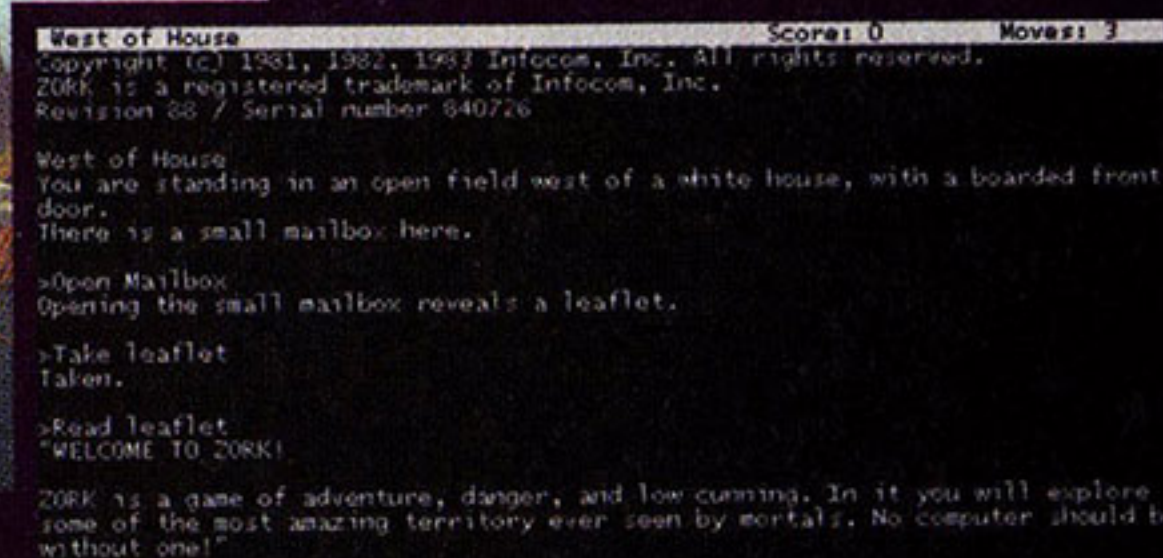 West of House Score: 0 Moves: 3
Copyright (c) 1981, 1982, 1983 Infocom, Inc. All rights reserved.
ZORK is a registered trademark of Infocom, Inc.
Revision 88 / Serial number 840726
West of House
You are standing in an open field west of a white house, with a boarded front
door.
There is a small mailbox here.
>Open Mailbox
Opening the small mailbox reveals a leaflet.
>Take leaflet
Taken.
>Read leaflet
"WELCOME TO ZORK!
ZORK is a game of adventure, danger, and low cunning. In it you will explore
some of the most amazing territory ever seen by mortals. No computer should b
without one!"